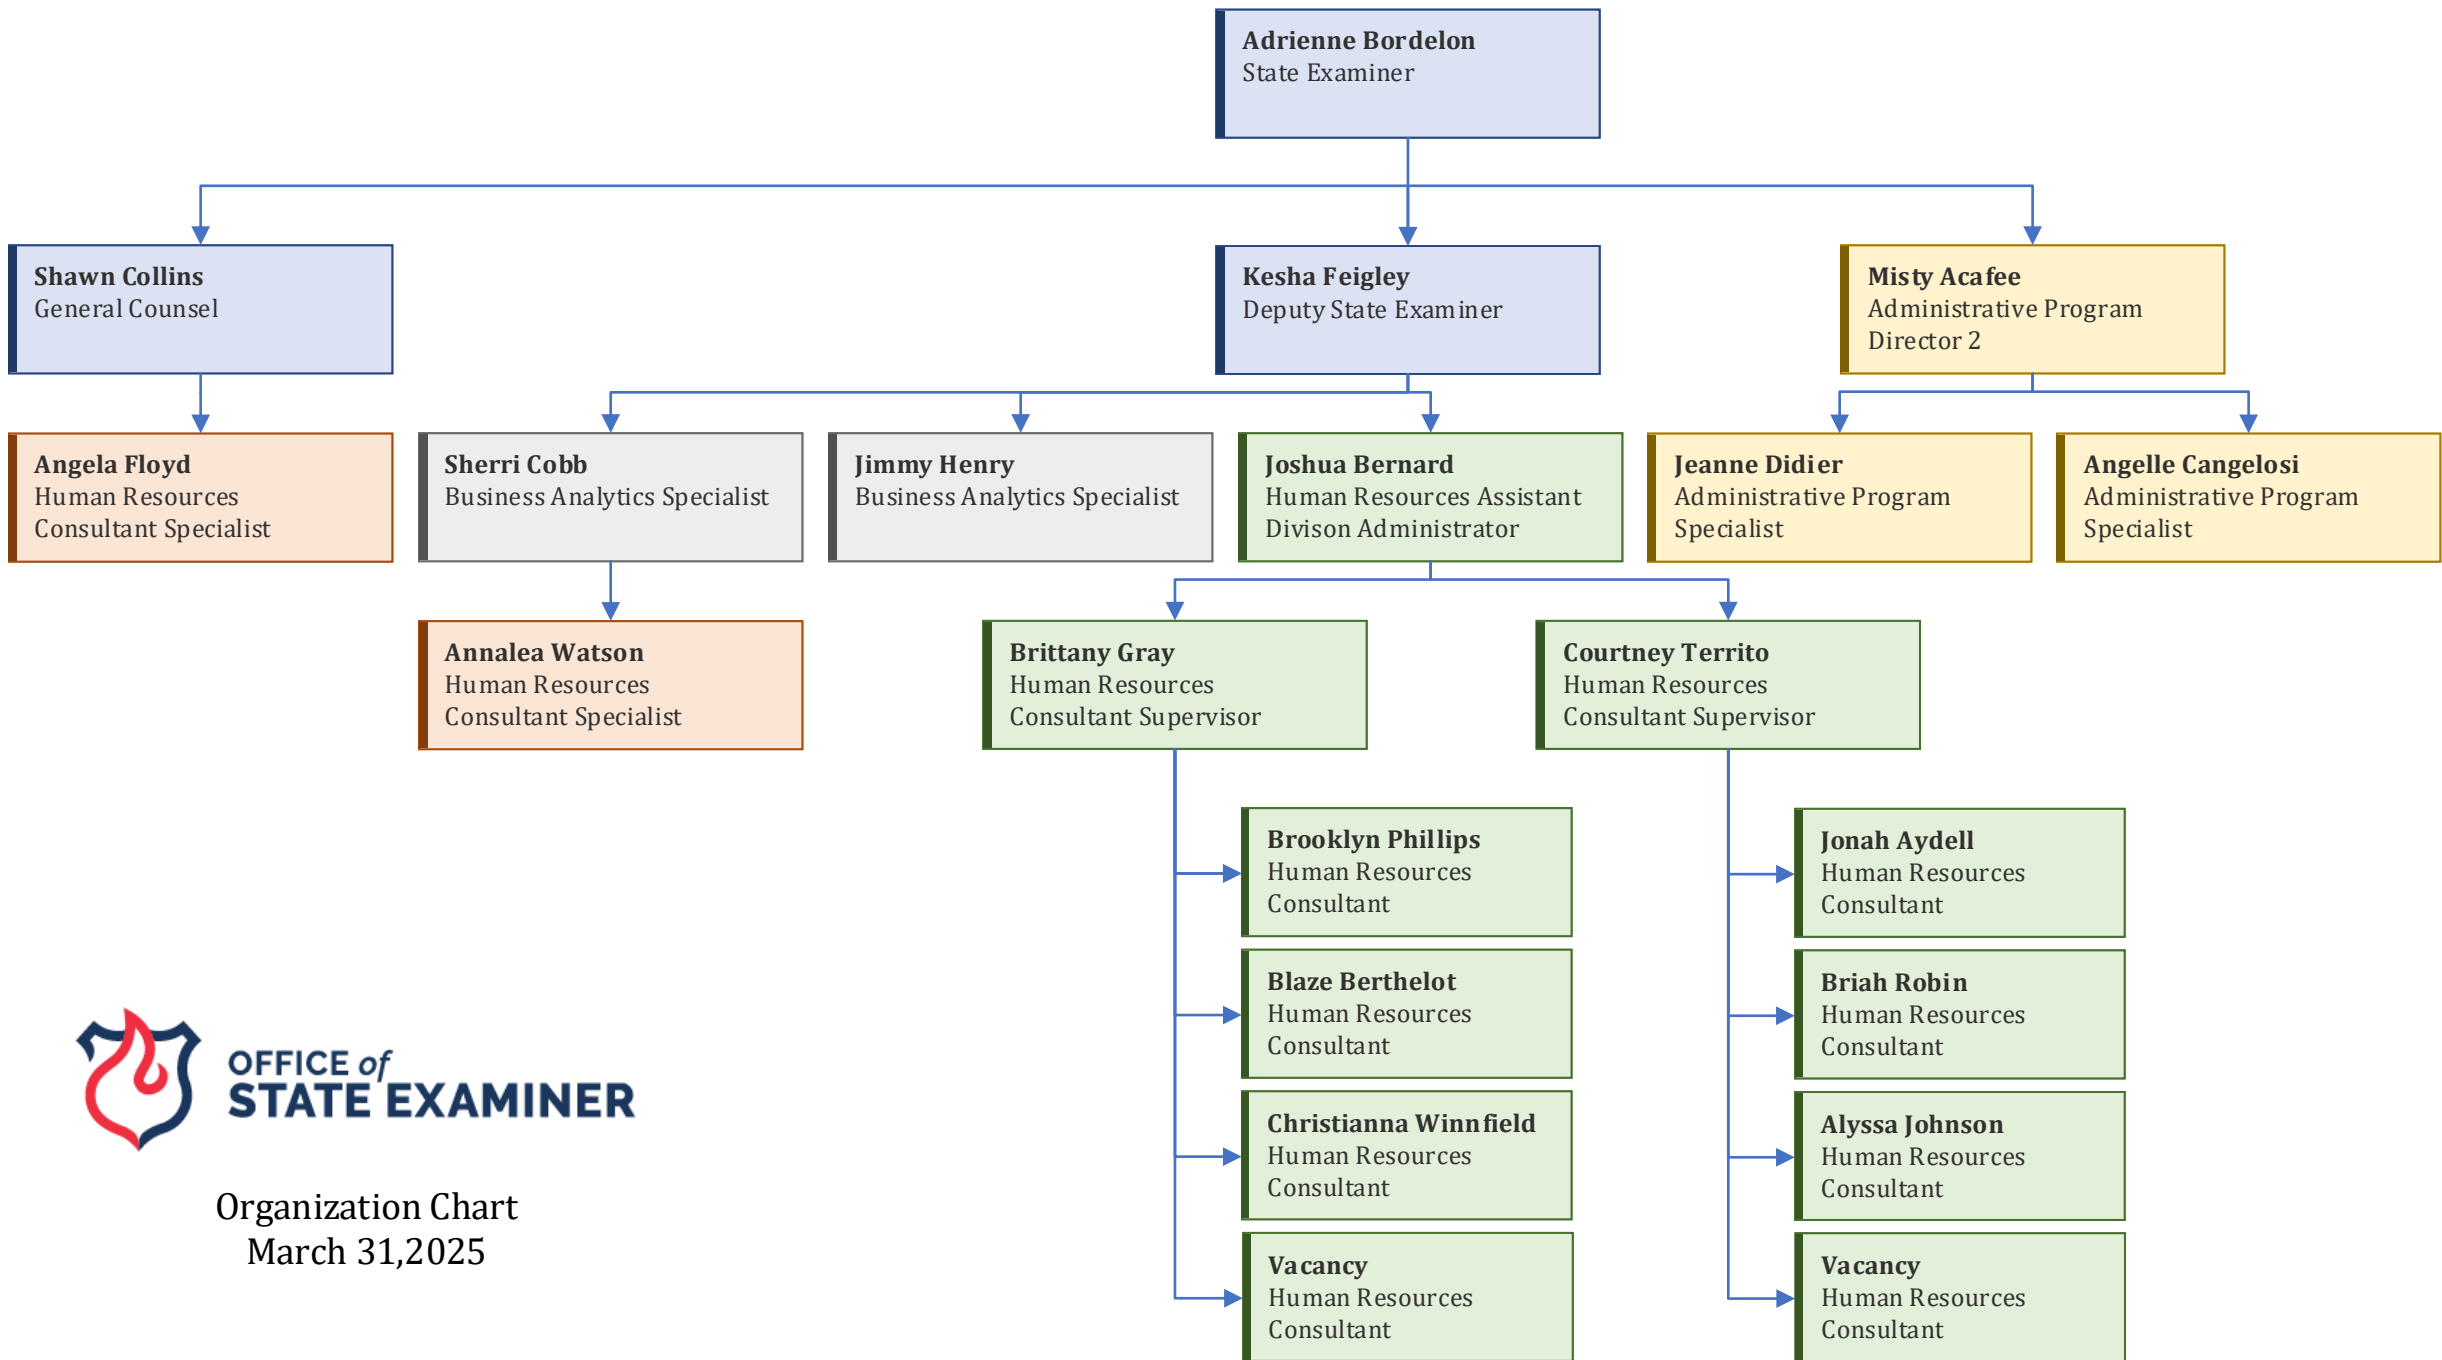 Adrienne Bordelon
State Examiner
Shawn Collins
General Counsel
Kesha Feigley
Deputy State Examiner
Misty Acafee
Administrative Program
Director 2
Angela Floyd
Human Resources
Consultant Specialist
Sherri Cobb
Business Analytics Specialist
Jimmy Henry
Business Analytics Specialist
Joshua Bernard
Human Resources Assistant
Divison Administrator
Jeanne Didier
Administrative Program
Specialist
Angelle Cangelosi
Administrative Program
Specialist
Annalea Watson
Human Resources
Consultant Specialist
Brittany Gray
Human Resources
Consultant Supervisor
Courtney Territo
Human Resources
Consultant Supervisor
Brooklyn Phillips
Human Resources
Consultant
Blaze Berthelot
Human Resources
Consultant
Christianna Winnfield
Human Resources
Consultant
Vacancy
Human Resources
Consultant
Jonah Aydell
Human Resources
Consultant
Briah Robin
Human Resources
Consultant
Alyssa Johnson
Human Resources
Consultant
Vacancy
Human Resources
Consultant
OFFICE of
STATE EXAMINER
Organization Chart
March 31,2025